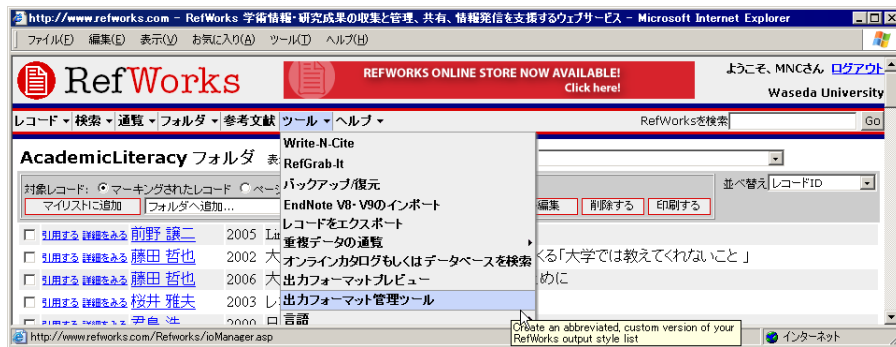 http://www.refworks.com - RefWorks 学術情報・研究成果の収集と管理、共有、情報発信を支援するウェブサービス - Microsoft Internet Explorer
ファイル(F) 編集(E) 表示(V) お気に入り(A) ツール(T) ヘルプ(H)
RefWorks
REFWORKS ONLINE STORE NOW AVAILABLE!
Click here!
ようこそ、MNCさん ログアウト
Waseda University
レコード 検索 通覧 フォルダ 参考文献 ツール ヘルプ
RefWorksを検索 Go
AcademicLiteracy フォルダ
対象レコード: マーキングされたレコード
並べ替え レコードID
マイリストに追加 フォルダへ追加... 編集 削除する 印刷する
Write-N-Cite
RefGrab-It
バックアップ/復元
EndNote V8-V9のインポート
レコードをエクスポート
重複データの通覧
オンラインカタログもしくはデータベースを検索
出力フォーマットプレビュー
出力フォーマット管理ツール
言語
引用する 詳細をみる 前野 譲二 2005
引用する 詳細をみる 藤田 哲也 2002 大 くる「大学では教えてくれないこと」
引用する 詳細をみる 藤田 哲也 2006 大 めに
引用する 詳細をみる 桜井 雅夫 2003 レ
Create an abbreviated, custom version of your
RefWorks output style list
http://www.refworks.com/Refworks/ioManager.asp
インターネット